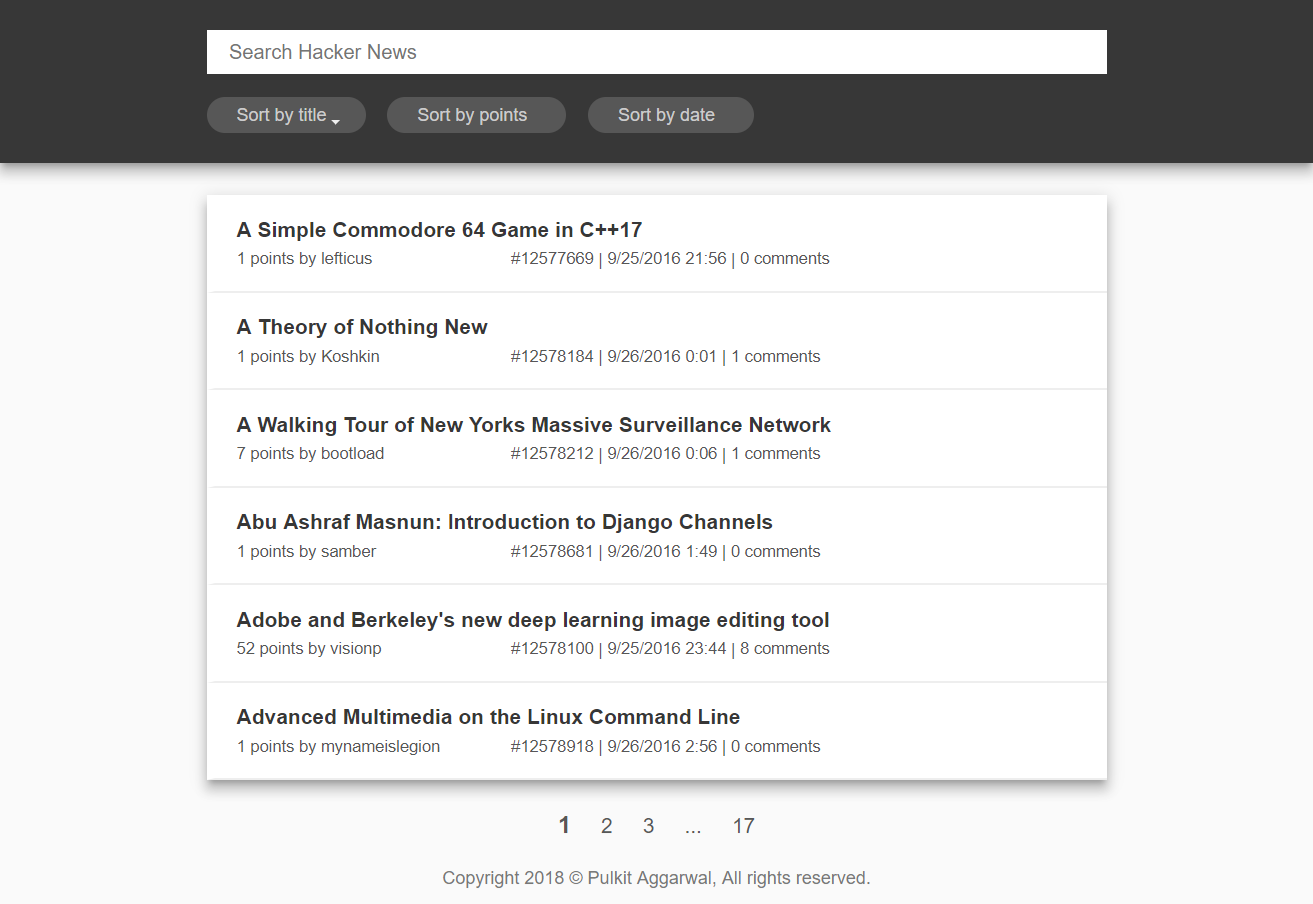 Search Hacker News
Sort by title Sort by points Sort by date
A Simple Commodore 64 Game in C++17
1 points by lefticus #12577669 | 9/25/2016 21:56 | 0 comments
A Theory of Nothing New
1 points by Koshkin #12578184 | 9/26/2016 0:01 | 1 comments
A Walking Tour of New Yorks Massive Surveillance Network
7 points by bootload #12578212 | 9/26/2016 0:06 | 1 comments
Abu Ashraf Masnun: Introduction to Django Channels
1 points by samber #12578681 | 9/26/2016 1:49 | 0 comments
Adobe and Berkeley's new deep learning image editing tool
52 points by visionp #12578100 | 9/25/2016 23:44 | 8 comments
Advanced Multimedia on the Linux Command Line
1 points by mynameislegion #12578918 | 9/26/2016 2:56 | 0 comments
1 2 3 ... 17
Copyright 2018 © Pulkit Aggarwal, All rights reserved.